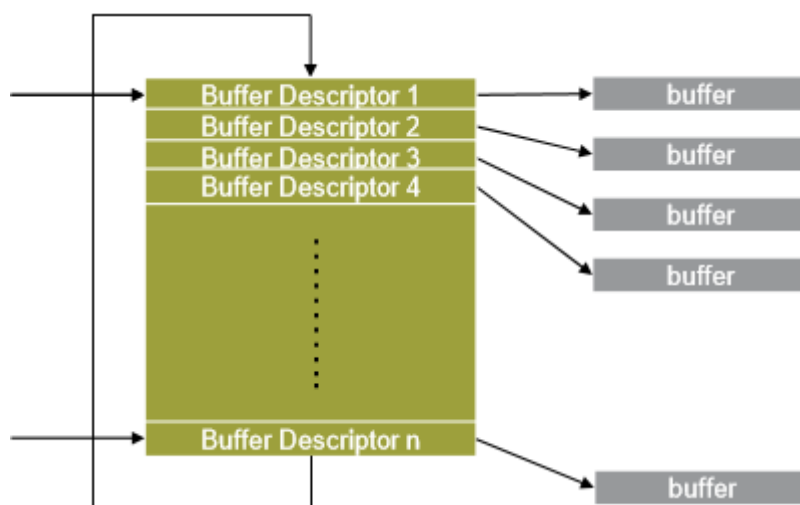 Buffer Descriptor 1
buffer
Buffer Descriptor 2
buffer
Buffer Descriptor 3
buffer
Buffer Descriptor 4
buffer
Buffer Descriptor n
buffer